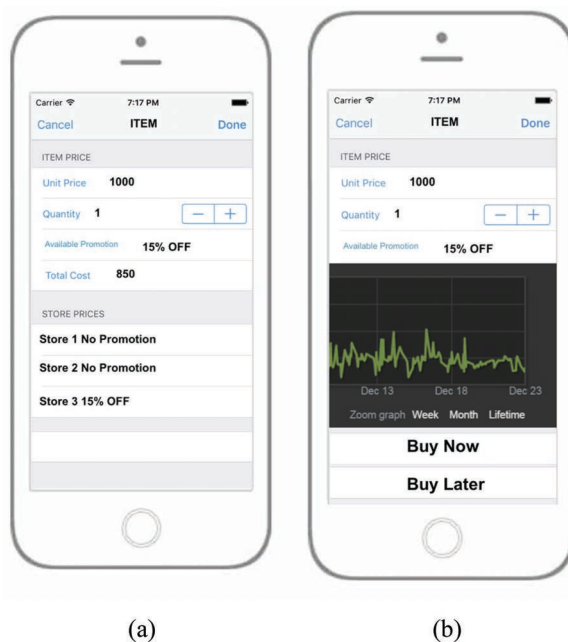 Carrier 7:17 PM
Cancel ITEM Done
ITEM PRICE
Unit Price 1000
Quantity 1 − +
Available Promotion 15% OFF
Total Cost 850
STORE PRICES
Store 1 No Promotion
Store 2 No Promotion
Store 3 15% OFF
(a)
Carrier 7:17 PM
Cancel ITEM Done
ITEM PRICE
Unit Price 1000
Quantity 1 − +
Available Promotion 15% OFF
Dec 13 Dec 18 Dec 23
Zoom graph Week Month Lifetime
Buy Now
Buy Later
(b)